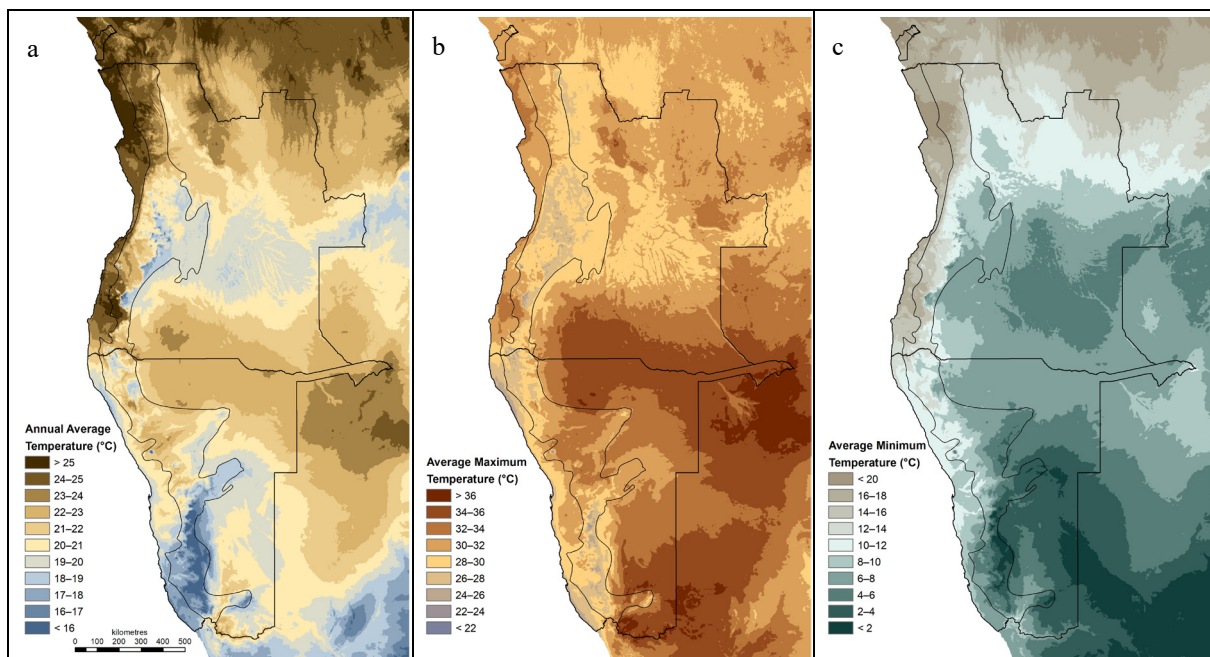 a
Annual Average
Temperature (°C)
> 25
24–25
23–24
22–23
21–22
20–21
19–20
18–19
17–18
16–17
< 16
kilometres
0 100 200 300 400 500
b
Average Maximum
Temperature (°C)
> 36
34–36
32–34
30–32
28–30
26–28
24–26
22–24
< 22
c
Average Minimum
Temperature (°C)
< 20
16–18
14–16
12–14
10–12
8–10
6–8
4–6
2–4
< 2